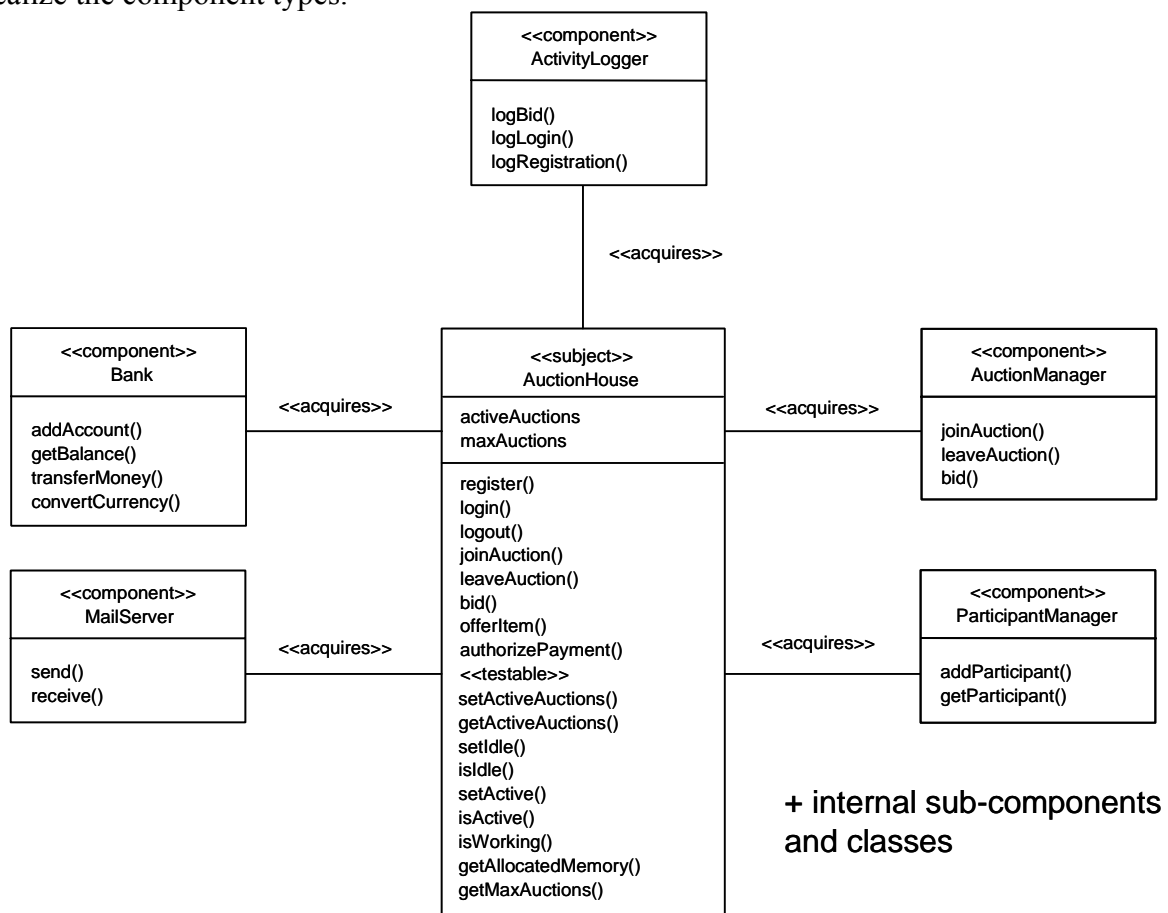 ealize the component types.
<<component>>
ActivityLogger
logBid()
logLogin()
logRegistration()
<<acquires>>
<<component>>
Bank
addAccount()
getBalance()
transferMoney()
convertCurrency()
<<acquires>>
<<subject>>
AuctionHouse
activeAuctions
maxAuctions
register()
login()
logout()
joinAuction()
leaveAuction()
bid()
offerItem()
authorizePayment()
<<testable>>
setActiveAuctions()
getActiveAuctions()
setIdle()
isIdle()
setActive()
isActive()
isWorking()
getAllocatedMemory()
getMaxAuctions()
<<acquires>>
<<component>>
AuctionManager
joinAuction()
leaveAuction()
bid()
<<component>>
MailServer
send()
receive()
<<acquires>>
<<acquires>>
<<component>>
ParticipantManager
addParticipant()
getParticipant()
+ internal sub-components
and classes